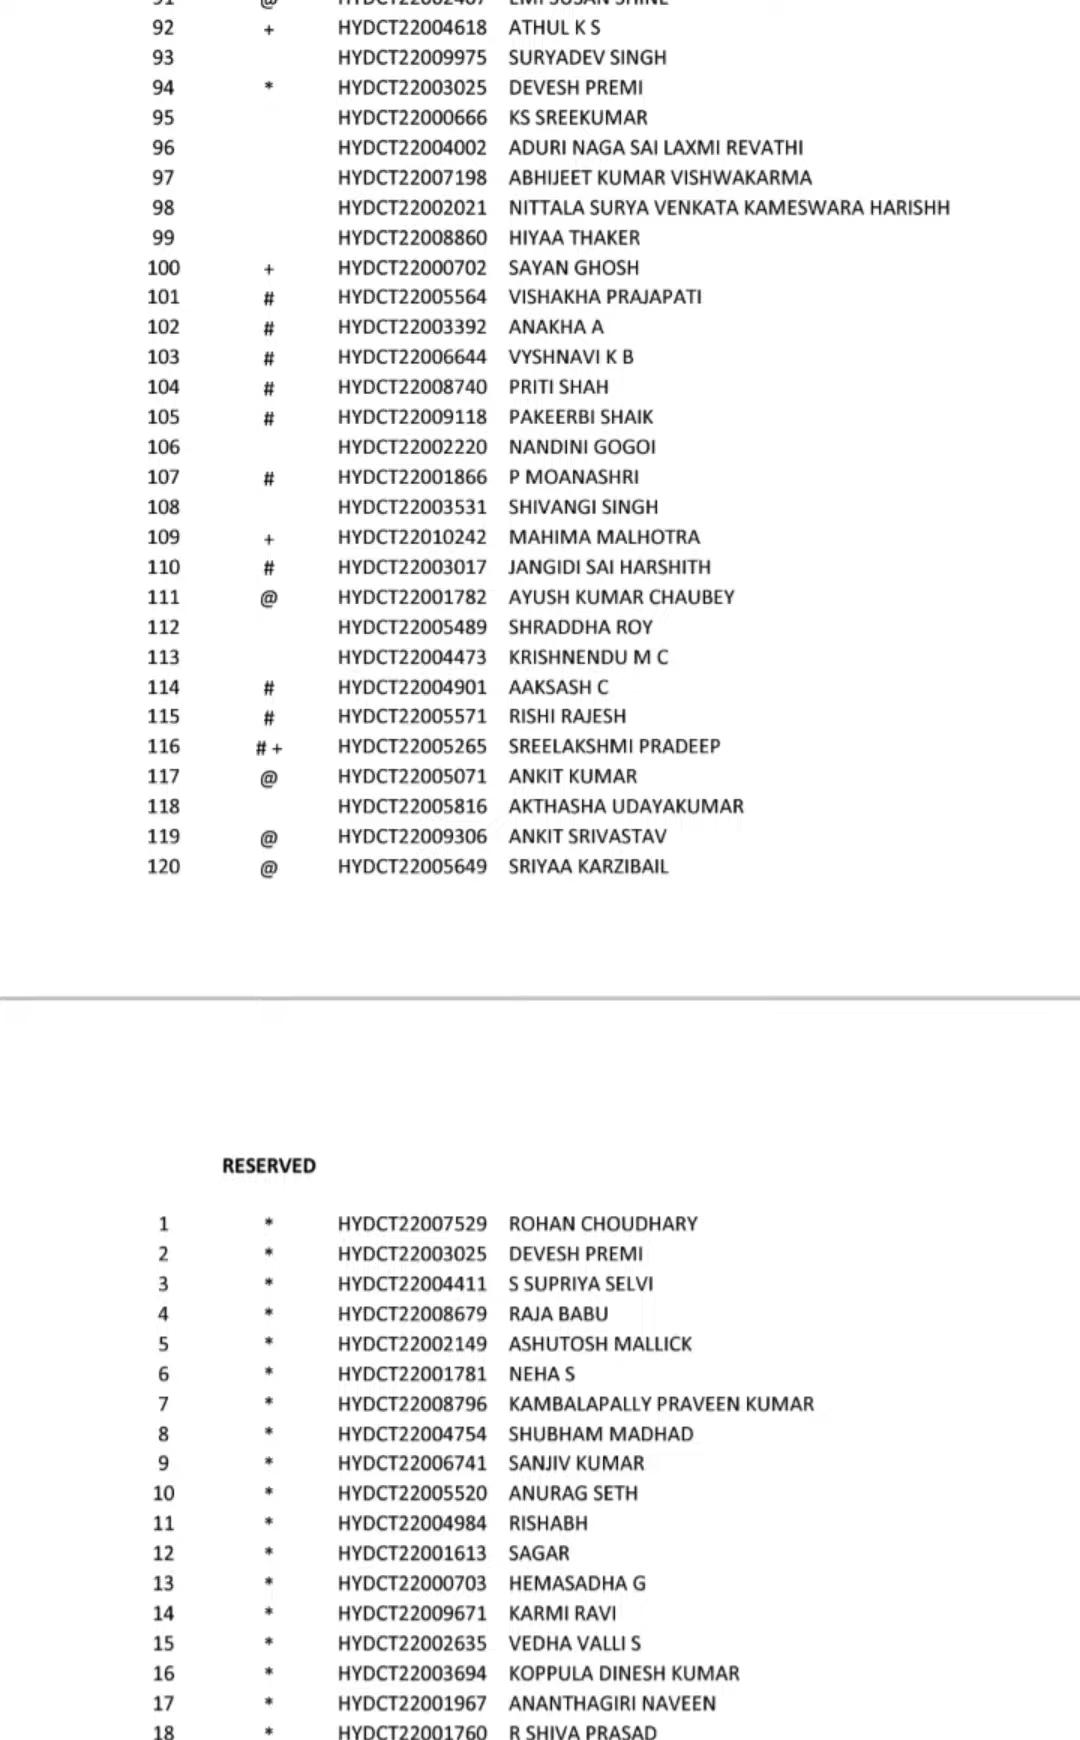 92 + HYDCT22004618 ATHUL K S
93 HYDCT22009975 SURYADEV SINGH
94 * HYDCT22003025 DEVESH PREMI
95 HYDCT22000666 KS SREEKUMAR
96 HYDCT22004002 ADURI NAGA SAI LAXMI REVATHI
97 HYDCT22007198 ABHIJEET KUMAR VISHWAKARMA
98 HYDCT22002021 NITTALA SURYA VENKATA KAMESWARA HARISHH
99 HYDCT22008860 HIYAA THAKER
100 + HYDCT22000702 SAYAN GHOSH
101 # HYDCT22005564 VISHAKHA PRAJAPATI
102 # HYDCT22003392 ANAKHA A
103 # HYDCT22006644 VYSHNAVI K B
104 # HYDCT22008740 PRITI SHAH
105 # HYDCT22009118 PAKEERBI SHAIK
106 HYDCT22002220 NANDINI GOGOI
107 # HYDCT22001866 P MOANASHRI
108 HYDCT22003531 SHIVANGI SINGH
109 + HYDCT22010242 MAHIMA MALHOTRA
110 # HYDCT22003017 JANGIDI SAI HARSHITH
111 @ HYDCT22001782 AYUSH KUMAR CHAUBEY
112 HYDCT22005489 SHRADDHA ROY
113 HYDCT22004473 KRISHNENDU M C
114 # HYDCT22004901 AAKSASH C
115 # HYDCT22005571 RISHI RAJESH
116 # + HYDCT22005265 SREELAKSHMI PRADEEP
117 @ HYDCT22005071 ANKIT KUMAR
118 HYDCT22005816 AKTHASHA UDAYAKUMAR
119 @ HYDCT22009306 ANKIT SRIVASTAV
120 @ HYDCT22005649 SRIYAA KARZIBAIL
RESERVED
1 * HYDCT22007529 ROHAN CHOUDHARY
2 * HYDCT22003025 DEVESH PREMI
3 * HYDCT22004411 S SUPRIYA SELVI
4 * HYDCT22008679 RAJA BABU
5 * HYDCT22002149 ASHUTOSH MALLICK
6 * HYDCT22001781 NEHA S
7 * HYDCT22008796 KAMBALAPALLY PRAVEEN KUMAR
8 * HYDCT22004754 SHUBHAM MADHAD
9 * HYDCT22006741 SANJIV KUMAR
10 * HYDCT22005520 ANURAG SETH
11 * HYDCT22004984 RISHABH
12 * HYDCT22001613 SAGAR
13 * HYDCT22000703 HEMASADHA G
14 * HYDCT22009671 KARMI RAVI
15 * HYDCT22002635 VEDHA VALLI S
16 * HYDCT22003694 KOPPULA DINESH KUMAR
17 * HYDCT22001967 ANANTHAGIRI NAVEEN
18 * HYDCT22001760 R SHIVA PRASAD